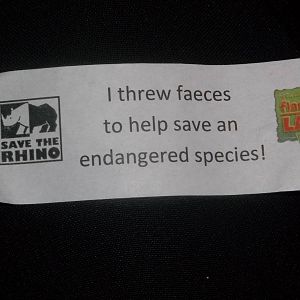 I threw faeces
to help save an
endangered species!
SAVE THE
RHINO